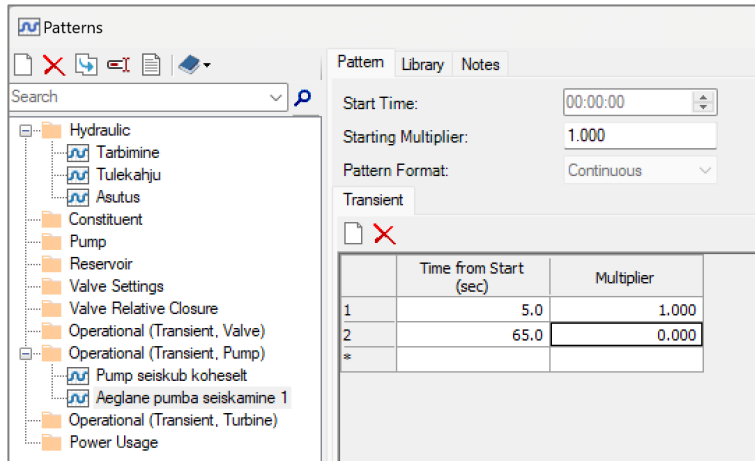 Patterns
Search
Hydraulic
Tarbimine
Tulekahju
Asutus
Constituent
Pump
Reservoir
Valve Settings
Valve Relative Closure
Operational (Transient, Valve)
Operational (Transient, Pump)
Pump seiskub koheselt
Aeglane pumba seiskamine 1
Operational (Transient, Turbine)
Power Usage
Pattern Library Notes
Start Time: 00:00:00
Starting Multiplier: 1.000
Pattern Format: Continuous
Transient
Time from Start
(sec) Multiplier
1 5.0 1.000
2 65.0 0.000
*